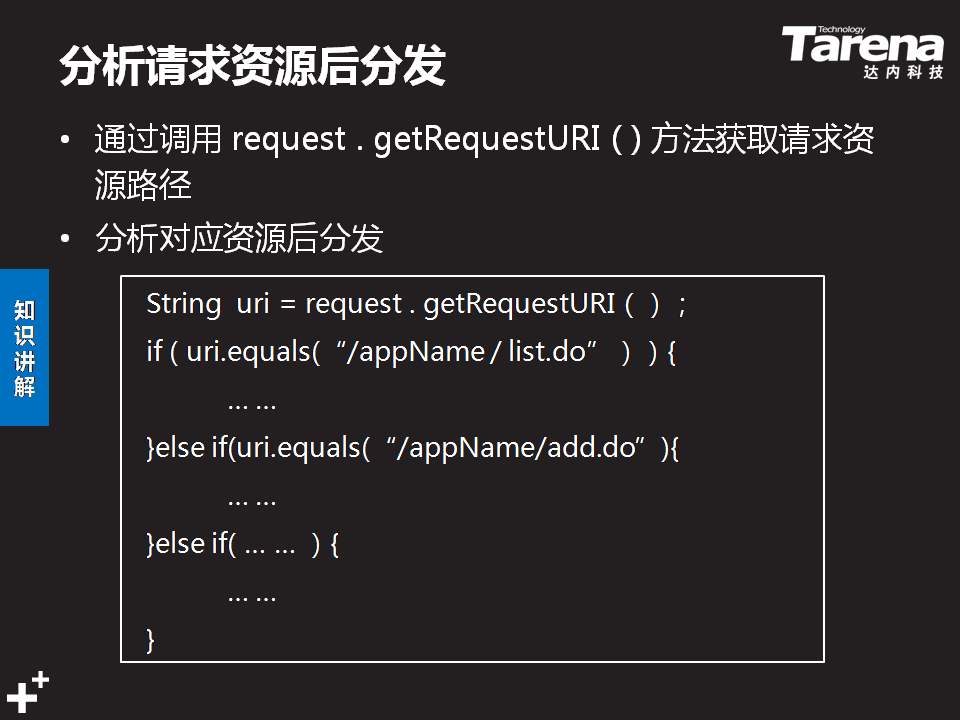 分析请求资源后分发
Technology
Tarena
达内科技
• 通过调用 request . getRequestURI ( ) 方法获取请求资
源路径
• 分析对应资源后分发
知识讲解
String uri = request . getRequestURI（ ）;
if ( uri.equals(“/appName / list.do” ））{
... ...
}else if(uri.equals(“/appName/add.do”){
... ...
}else if( ... ... ）{
... ...
}